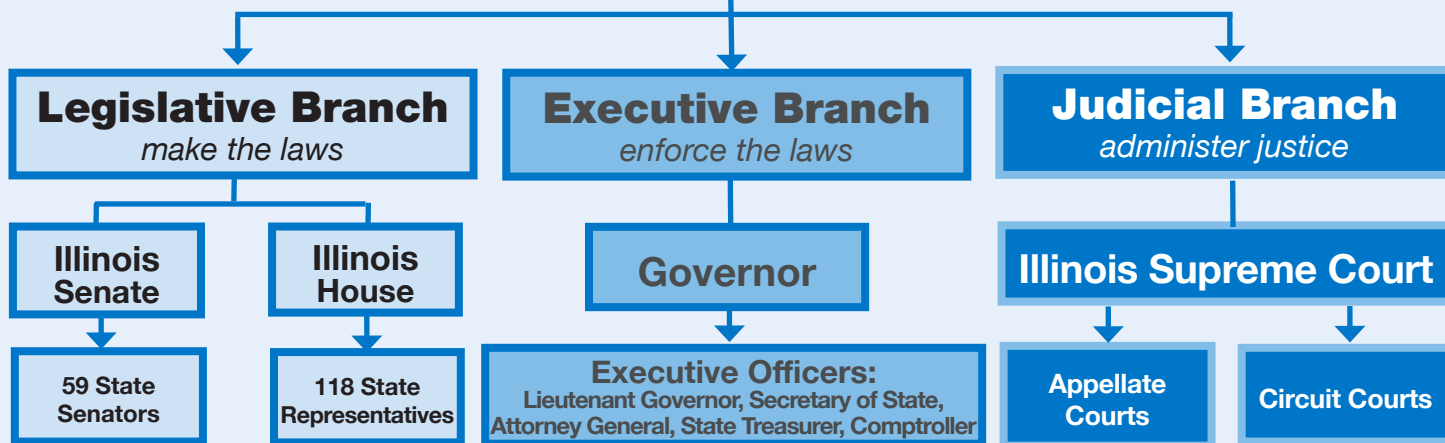 Legislative Branch
make the laws
Illinois
Senate
59 State
Senators
Illinois
House
118 State
Representatives
Executive Branch
enforce the laws
Governor
Executive Officers:
Lieutenant Governor, Secretary of State,
Attorney General, State Treasurer, Comptroller
Judicial Branch
administer justice
Illinois Supreme Court
Appellate
Courts
Circuit Courts